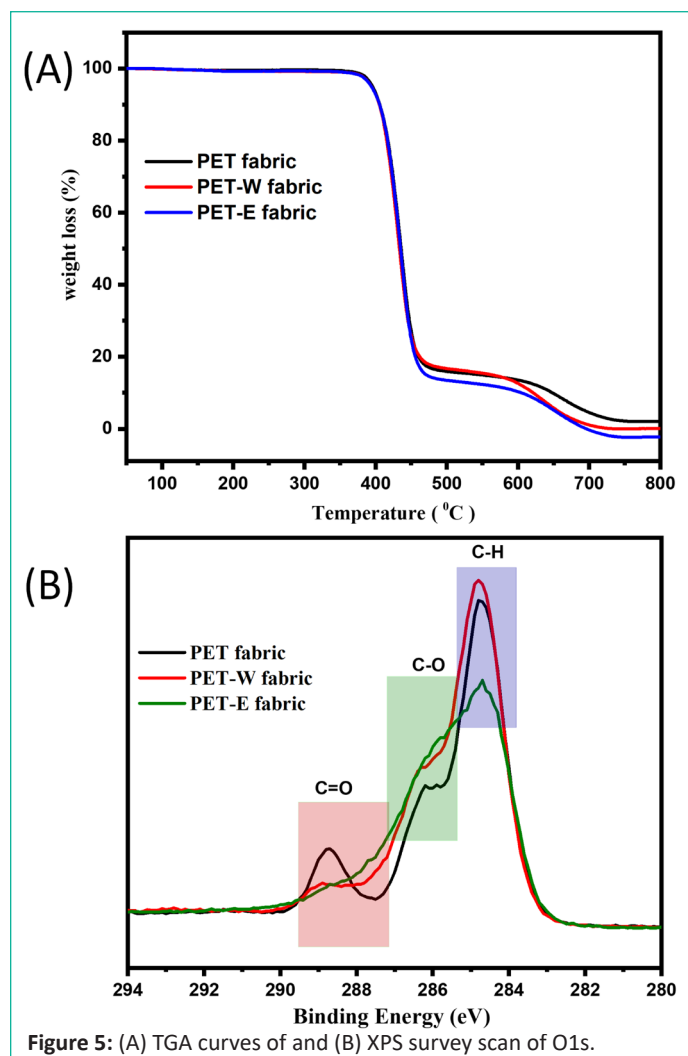 (A)
100
80
60
40
20
0
weight loss (%)
PET fabric
PET-W fabric
PET-E fabric
100 200 300 400 500 600 700 800
Temperature ( ⁰C )
(B)
C-H
C-O
C=O
PET fabric
PET-W fabric
PET-E fabric
294 292 290 288 286 284 282 280
Binding Energy (eV)
Figure 5: (A) TGA curves of and (B) XPS survey scan of O1s.